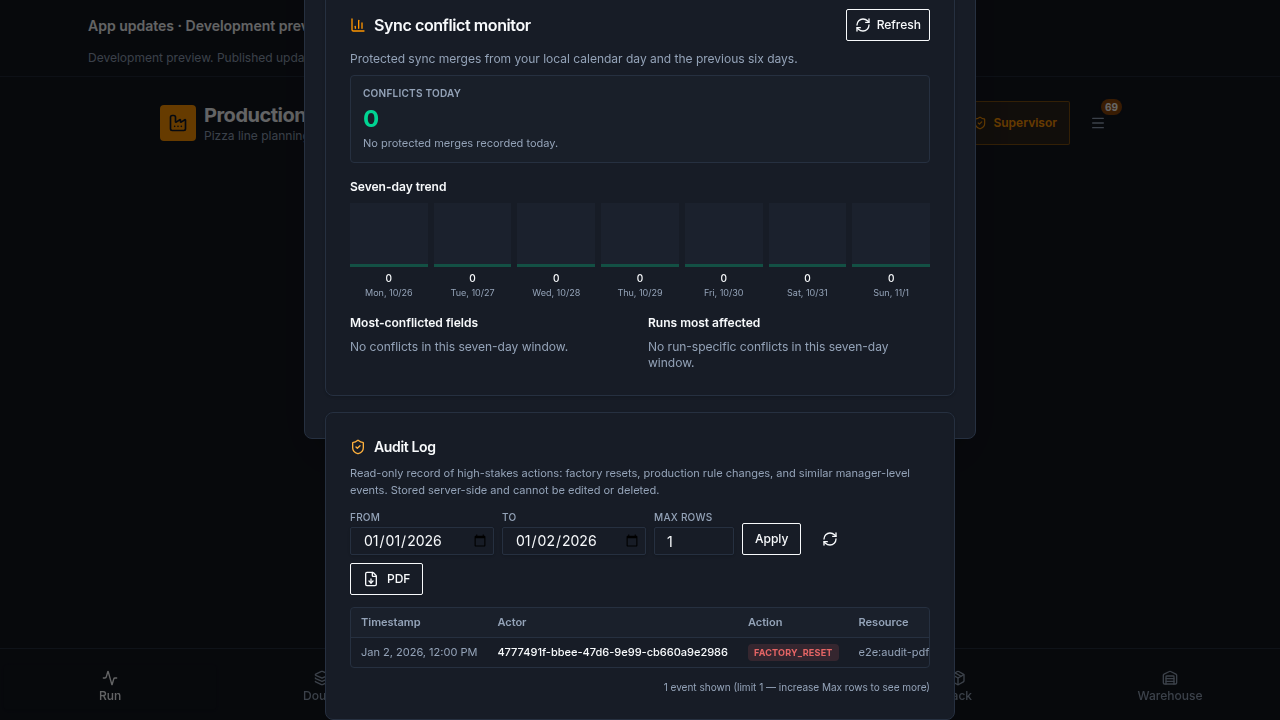 App updates · Development prev
Sync conflict monitor
Refresh
Development preview. Published upda
Protected sync merges from your local calendar day and the previous six days.
CONFLICTS TODAY
0
No protected merges recorded today.
Production
Pizza line planning
Supervisor
69
Seven-day trend
0 0 0 0 0 0 0
Mon, 10/26 Tue, 10/27 Wed, 10/28 Thu, 10/29 Fri, 10/30 Sat, 10/31 Sun, 11/1
Most-conflicted fields
No conflicts in this seven-day window.
Runs most affected
No run-specific conflicts in this seven-day
window.
Audit Log
Read-only record of high-stakes actions: factory resets, production rule changes, and similar manager-level
events. Stored server-side and cannot be edited or deleted.
FROM TO MAX ROWS
01/01/2026 01/02/2026 1 Apply
PDF
Timestamp Actor Action Resource
Jan 2, 2026, 12:00 PM 4777491f-bbee-47d6-9e99-cb660a9e2986 FACTORY_RESET e2e:audit-pdf
1 event shown (limit 1 — increase Max rows to see more)
Run Dou ack Warehouse